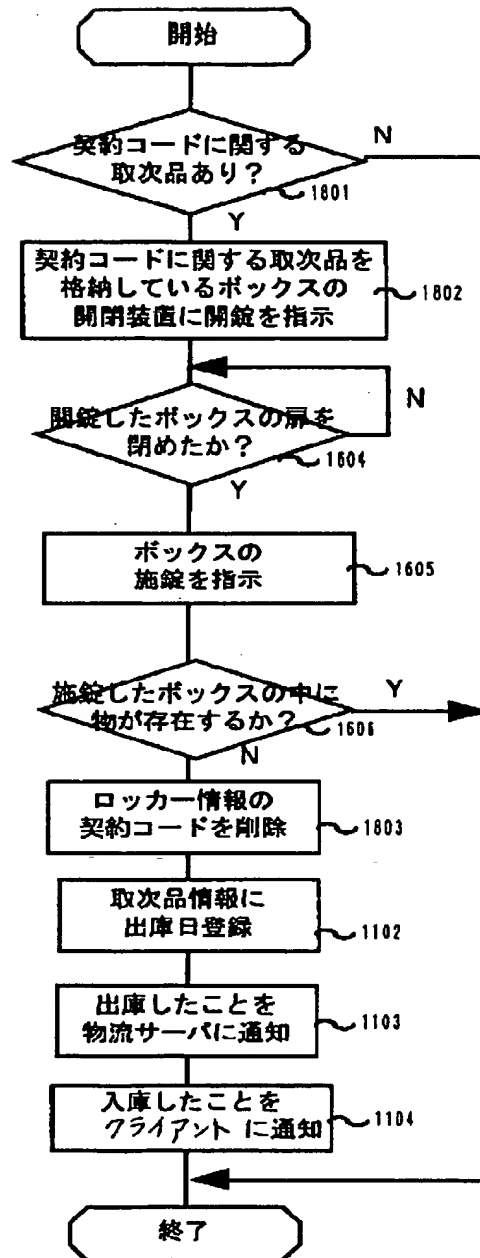 開始
契約コードに関する
取次品あり?
N
1801
Y
契約コードに関する取次品を
格納しているボックスの
開閉装置に開錠を指示
1802
N
開錠したボックスの扉を
閉めたか?
1604
Y
ボックスの
施錠を指示
1605
施錠したボックスの中に
物が存在するか?
Y
1606
N
ロッカー情報の
契約コードを削除
1803
取次品情報に
出庫日登録
1102
出庫したことを
物流サーバに通知
1103
入庫したことを
クライアントに通知
1104
終了